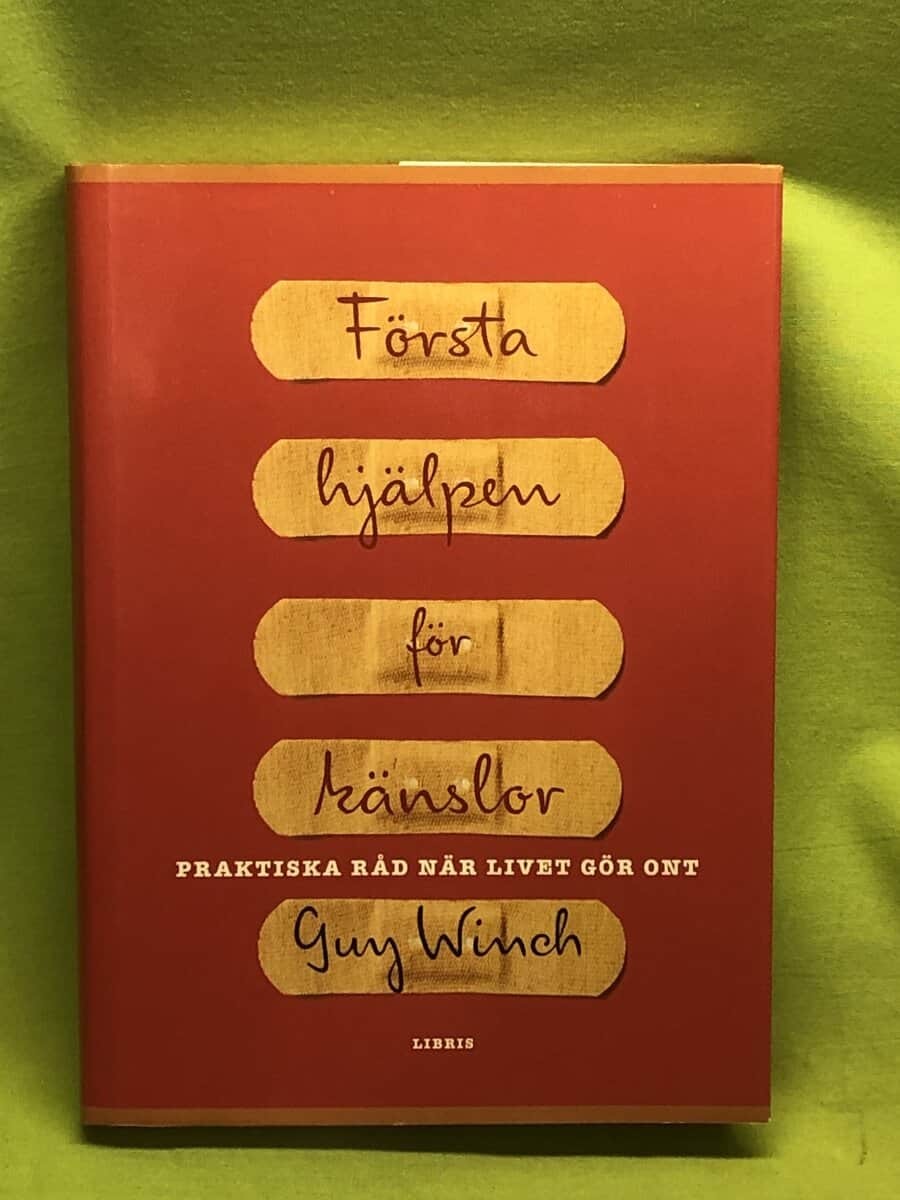 Första
hjälpen
för
känslor
PRAKTISKA RÅD NÄR LIVET GÖR ONT
Guy Winch
LIBRIS